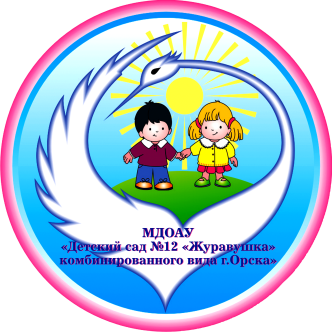 МДОАУ
«Детский сад №12 «Журавушка»
комбинированного вида г.Орска»